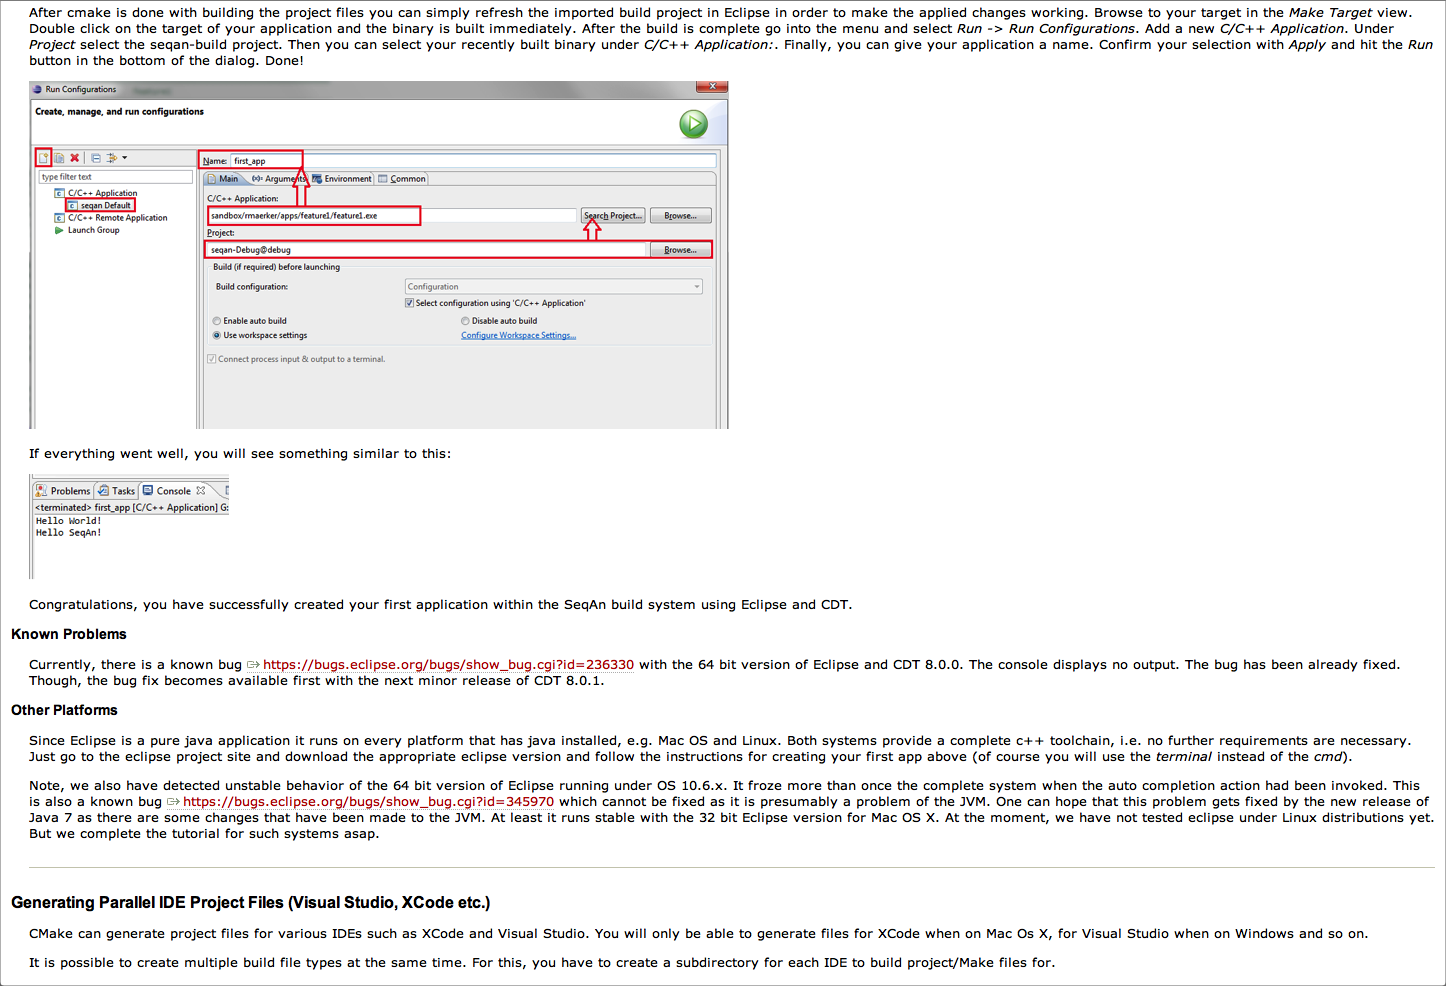 After cmake is done with building the project files you can simply refresh the imported build project in Eclipse in order to make the applied changes working. Browse to your target in the Make Target view.
Double click on the target of your application and the binary is built immediately. After the build is complete go into the menu and select Run -> Run Configurations. Add a new C/C++ Application. Under
Project select the seqan-build project. Then you can select your recently built binary under C/C++ Application:. Finally, you can give your application a name. Confirm your selection with Apply and hit the Run
button in the bottom of the dialog. Done!
Run Configurations
Create, manage, and run configurations
Name: first_app
type filter text
Main Arguments Environment Common
C/C++ Application
seqan Default
C/C++ Remote Application
Launch Group
C/C++ Application:
sandbox/rmaerker/apps/feature1/feature1.exe Search Project... Browse...
Project:
seqan-Debug@debug Browse...
Build (if required) before launching
Build configuration: Configuration
Select configuration using 'C/C++ Application'
Enable auto build Disable auto build
Use workspace settings Configure Workspace Settings...
Connect process input & output to a terminal.
If everything went well, you will see something similar to this:
Problems Tasks Console
<terminated> first_app [C/C++ Application] G:
Hello World!
Hello SeqAn!
Congratulations, you have successfully created your first application within the SeqAn build system using Eclipse and CDT.
Known Problems
Currently, there is a known bug https://bugs.eclipse.org/bugs/show_bug.cgi?id=236330 with the 64 bit version of Eclipse and CDT 8.0.0. The console displays no output. The bug has been already fixed.
Though, the bug fix becomes available first with the next minor release of CDT 8.0.1.
Other Platforms
Since Eclipse is a pure java application it runs on every platform that has java installed, e.g. Mac OS and Linux. Both systems provide a complete c++ toolchain, i.e. no further requirements are necessary.
Just go to the eclipse project site and download the appropriate eclipse version and follow the instructions for creating your first app above (of course you will use the terminal instead of the cmd).
Note, we also have detected unstable behavior of the 64 bit version of Eclipse running under OS 10.6.x. It froze more than once the complete system when the auto completion action had been invoked. This
is also a known bug https://bugs.eclipse.org/bugs/show_bug.cgi?id=345970 which cannot be fixed as it is presumably a problem of the JVM. One can hope that this problem gets fixed by the new release of
Java 7 as there are some changes that have been made to the JVM. At least it runs stable with the 32 bit Eclipse version for Mac OS X. At the moment, we have not tested eclipse under Linux distributions yet.
But we complete the tutorial for such systems asap.
Generating Parallel IDE Project Files (Visual Studio, XCode etc.)
CMake can generate project files for various IDEs such as XCode and Visual Studio. You will only be able to generate files for XCode when on Mac Os X, for Visual Studio when on Windows and so on.
It is possible to create multiple build file types at the same time. For this, you have to create a subdirectory for each IDE to build project/Make files for.